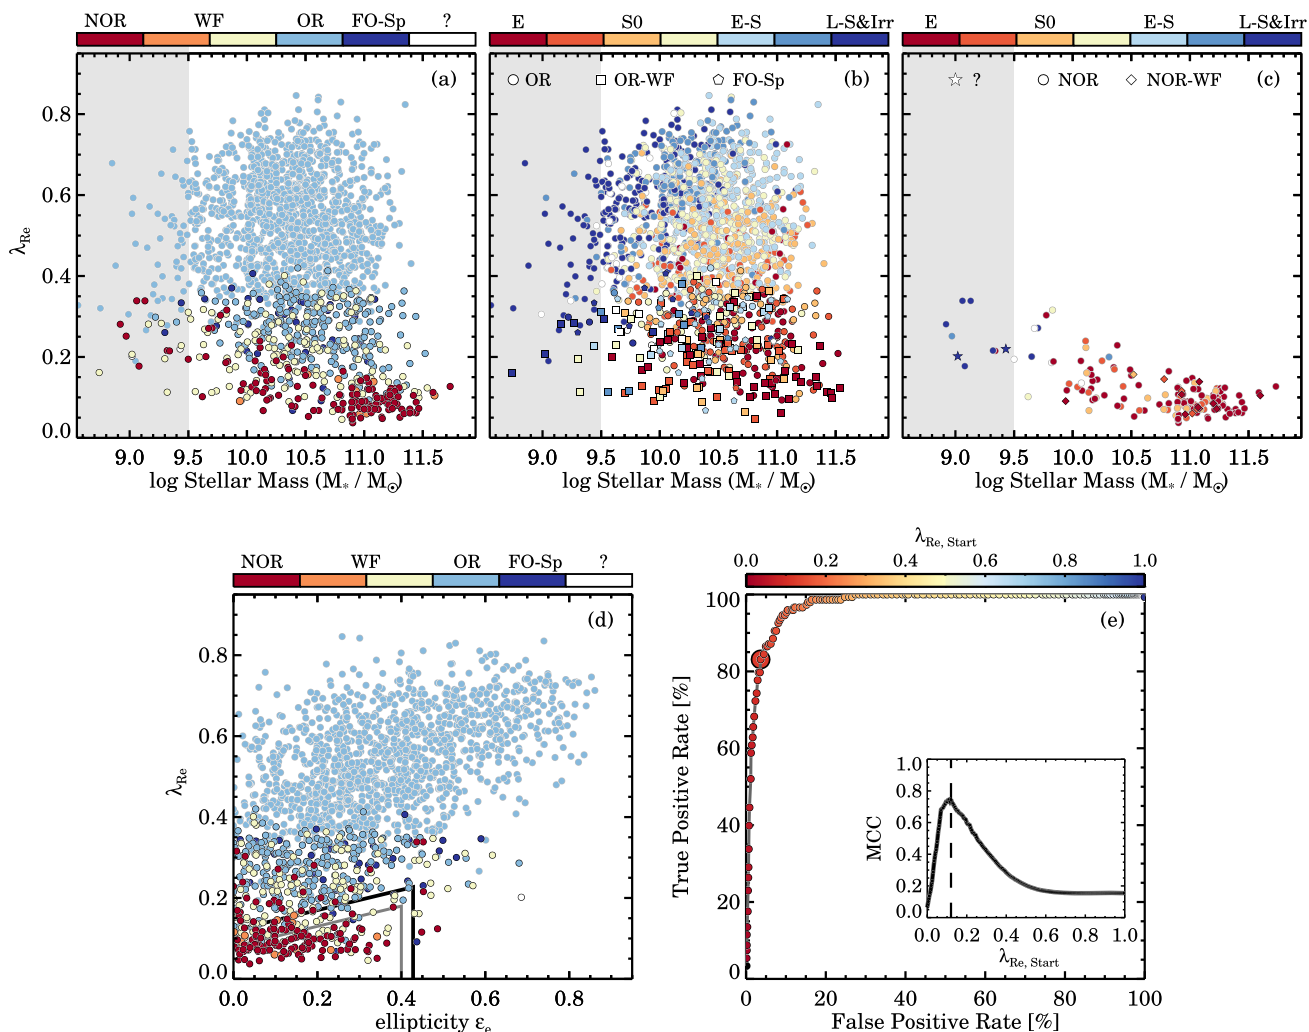 NOR WF OR FO-Sp ?
E S0 E-S L-S&Irr
E S0 E-S L-S&Irr
(a)
OR OR-WF FO-Sp (b)
? NOR NOR-WF (c)
0.8
0.6
λRe
0.4
0.2
0.0
9.0 9.5 10.0 10.5 11.0 11.5
9.0 9.5 10.0 10.5 11.0 11.5
9.0 9.5 10.0 10.5 11.0 11.5
log Stellar Mass (M* / M⊙)
log Stellar Mass (M* / M⊙)
log Stellar Mass (M* / M⊙)
NOR WF OR FO-Sp ?
(d)
0.8
0.6
λRe
0.4
0.2
0.0
0.0 0.2 0.4 0.6 0.8
ellipticity εe
λRe, Start
0.0 0.2 0.4 0.6 0.8 1.0
(e)
100
80
60
40
20
0
True Positive Rate [%]
0 20 40 60 80 100
False Positive Rate [%]
1.0
0.8
0.6
0.4
0.2
0.0
MCC
0.0 0.2 0.4 0.6 0.8 1.0
λRe, Start